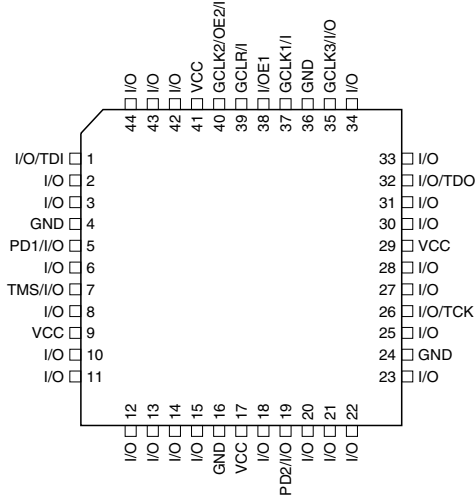 I/O
I/O
I/O
VCC
GCLK2/OE2/I
GCLR/I
I/OE1
GCLK1/I
GND
GCLK3/I/O
I/O
44
43
42
41
40
39
38
37
36
35
34
I/O/TDI 1
I/O 2
I/O 3
GND 4
PD1/I/O 5
I/O 6
TMS/I/O 7
I/O 8
VCC 9
I/O 10
I/O 11
33 I/O
32 I/O/TDO
31 I/O
30 I/O
29 VCC
28 I/O
27 I/O
26 I/O/TCK
25 I/O
24 GND
23 I/O
12
13
14
15
16
17
18
19
20
21
22
I/O
I/O
I/O
I/O
GND
VCC
I/O
PD2/I/O
I/O
I/O
I/O